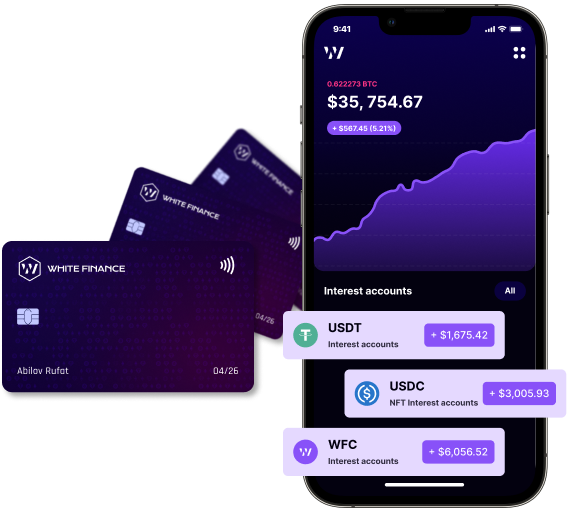 9:41
W
0.622273 BTC
$35, 754.67
+ $567.45 (5.21%)
WHITE FINANCE
WHITE FINANCE
WHITE FINANCE
04/26
Abilov Rufat
04/26
Interest accounts
All
USDT
Interest accounts
+ $1,675.42
USDC
NFT Interest accounts
+ $3,005.93
WFC
Interest accounts
+ $6,056.52